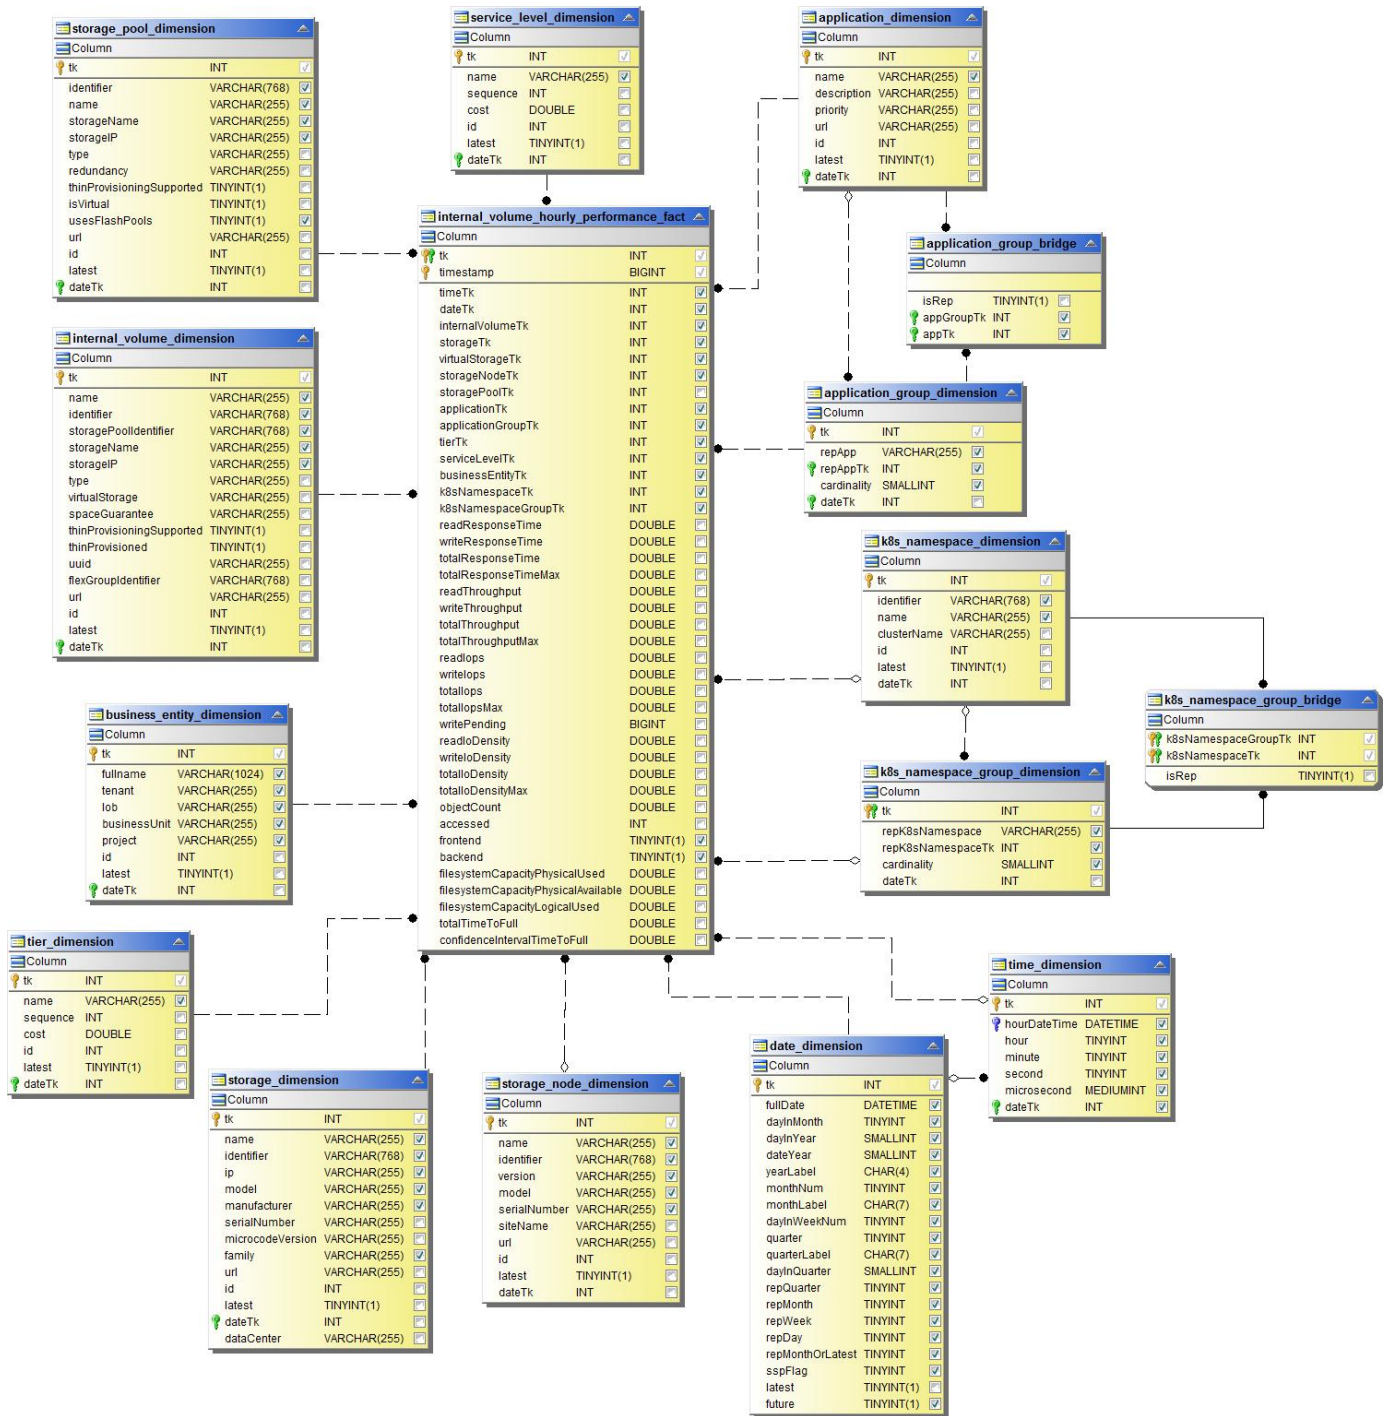 storage_pool_dimension
Column
tk INT
identifier VARCHAR(768)
name VARCHAR(255)
storageName VARCHAR(255)
storageIP VARCHAR(255)
type VARCHAR(255)
redundancy VARCHAR(255)
thinProvisioningSupported TINYINT(1)
isVirtual TINYINT(1)
usesFlashPools TINYINT(1)
url VARCHAR(255)
id INT
latest TINYINT(1)
dateTk INT
service_level_dimension
Column
tk INT
name VARCHAR(255)
sequence INT
cost DOUBLE
id INT
latest TINYINT(1)
dateTk INT
application_dimension
Column
tk INT
name VARCHAR(255)
description VARCHAR(255)
priority VARCHAR(255)
url VARCHAR(255)
id INT
latest TINYINT(1)
dateTk INT
internal_volume_hourly_performance_fact
Column
tk INT
timestamp BIGINT
timeTk INT
dateTk INT
internalVolumeTk INT
storageTk INT
virtualStorageTk INT
storageNodeTk INT
storagePoolTk INT
applicationTk INT
applicationGroupTk INT
tierTk INT
serviceLevelTk INT
businessEntityTk INT
k8sNamespaceTk INT
k8sNamespaceGroupTk INT
readResponseTime DOUBLE
writeResponseTime DOUBLE
totalResponseTime DOUBLE
totalResponseTimeMax DOUBLE
readThroughput DOUBLE
writeThroughput DOUBLE
totalThroughput DOUBLE
totalThroughputMax DOUBLE
readIops DOUBLE
writeIops DOUBLE
totalIops DOUBLE
totalIopsMax DOUBLE
writePending BIGINT
readIoDensity DOUBLE
writeIoDensity DOUBLE
totalIoDensity DOUBLE
totalIoDensityMax DOUBLE
objectCount DOUBLE
accessed INT
frontend TINYINT(1)
backend TINYINT(1)
filesystemCapacityPhysicalUsed DOUBLE
filesystemCapacityPhysicalAvailable DOUBLE
filesystemCapacityLogicalUsed DOUBLE
totalTimeToFull DOUBLE
confidenceIntervalTimeToFull DOUBLE
application_group_bridge
Column
isRep TINYINT(1)
appGroupTk INT
appTk INT
internal_volume_dimension
Column
tk INT
name VARCHAR(255)
identifier VARCHAR(768)
storagePoolIdentifier VARCHAR(768)
storageName VARCHAR(255)
storageIP VARCHAR(255)
type VARCHAR(255)
virtualStorage VARCHAR(255)
spaceGuarantee VARCHAR(255)
thinProvisioningSupported TINYINT(1)
thinProvisioned TINYINT(1)
uuid VARCHAR(255)
flexGroupIdentifier VARCHAR(768)
url VARCHAR(255)
id INT
latest TINYINT(1)
dateTk INT
application_group_dimension
Column
tk INT
repApp VARCHAR(255)
repAppTk INT
cardinality SMALLINT
dateTk INT
k8s_namespace_dimension
Column
tk INT
identifier VARCHAR(768)
name VARCHAR(255)
clusterName VARCHAR(255)
id INT
latest TINYINT(1)
dateTk INT
k8s_namespace_group_bridge
Column
k8sNamespaceGroupTk INT
k8sNamespaceTk INT
isRep TINYINT(1)
business_entity_dimension
Column
tk INT
fullname VARCHAR(1024)
tenant VARCHAR(255)
lob VARCHAR(255)
businessUnit VARCHAR(255)
project VARCHAR(255)
id INT
latest TINYINT(1)
dateTk INT
k8s_namespace_group_dimension
Column
tk INT
repK8sNamespace VARCHAR(255)
repK8sNamespaceTk INT
cardinality SMALLINT
dateTk INT
tier_dimension
Column
tk INT
name VARCHAR(255)
sequence INT
cost DOUBLE
id INT
latest TINYINT(1)
dateTk INT
time_dimension
Column
tk INT
hourDateTime DATETIME
hour TINYINT
minute TINYINT
second TINYINT
microsecond MEDIUMINT
dateTk INT
storage_dimension
Column
tk INT
name VARCHAR(255)
identifier VARCHAR(768)
ip VARCHAR(255)
model VARCHAR(255)
manufacturer VARCHAR(255)
serialNumber VARCHAR(255)
microcodeVersion VARCHAR(255)
family VARCHAR(255)
url VARCHAR(255)
id INT
latest TINYINT(1)
dateTk INT
dataCenter VARCHAR(255)
storage_node_dimension
Column
tk INT
name VARCHAR(255)
identifier VARCHAR(768)
version VARCHAR(255)
model VARCHAR(255)
serialNumber VARCHAR(255)
siteName VARCHAR(255)
url VARCHAR(255)
id INT
latest TINYINT(1)
dateTk INT
date_dimension
Column
tk INT
fullDate DATETIME
dayInMonth TINYINT
dayInYear SMALLINT
dateYear SMALLINT
yearLabel CHAR(4)
monthNum TINYINT
monthLabel CHAR(7)
dayInWeekNum TINYINT
quarter TINYINT
quarterLabel CHAR(7)
dayInQuarter SMALLINT
repQuarter TINYINT
repMonth TINYINT
repWeek TINYINT
repDay TINYINT
repMonthOrLatest TINYINT
sspFlag TINYINT
latest TINYINT(1)
future TINYINT(1)